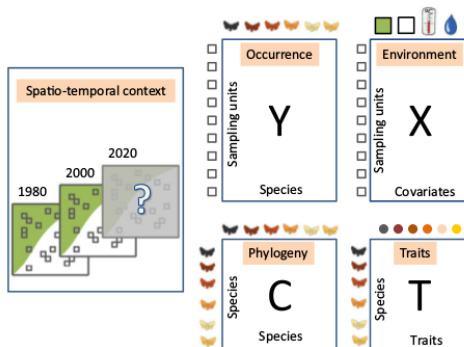 Spatio-temporal context
1980
2000
2020
?
Occurrence
Sampling units
Y
Species
Environment
Sampling units
X
Covariates
Phylogeny
Species
C
Species
Traits
Species
T
Traits